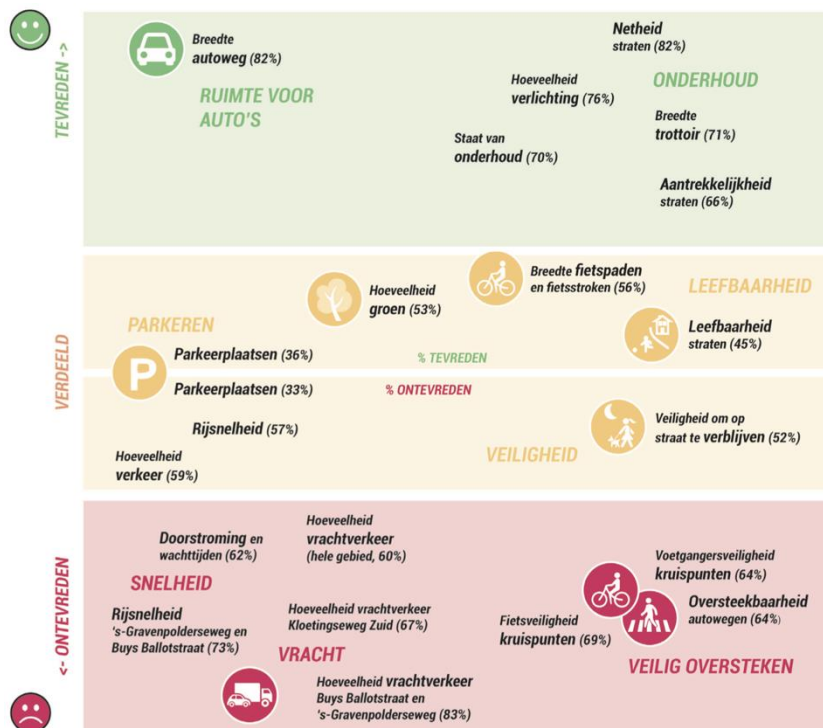 TEVREDEN ->
Breedte
autoweg (82%)
RUIMTE VOOR
AUTO'S
Netheid
straten (82%)
Hoeveelheid
verlichting (76%)
ONDERHOUD
Breedte
trottoir (71%)
Staat van
onderhoud (70%)
Aantrekkelijkheid
straten (66%)
VERDEELD
Hoeveelheid
groen (53%)
Breedte fietspaden
en fietsstroken (56%)
LEEFBAARHEID
PARKEREN
Leefbaarheid
straten (45%)
P
Parkeerplaatsen (36%)
% TEVREDEN
Parkeerplaatsen (33%)
% ONTEVREDEN
Rijsnelheid (57%)
Veiligheid om op
straat te verblijven (52%)
Hoeveelheid
verkeer (59%)
VEILIGHEID
<- ONTEVREDEN
Doorstroming en
wachttijden (62%)
Hoeveelheid
vrachtverkeer
(hele gebied, 60%)
SNELHEID
Voetgangersveiligheid
kruispunten (64%)
Rijsnelheid
's-Gravenpolderseweg en
Buys Ballotstraat (73%)
Hoeveelheid vrachtverkeer
Kloetingseweg Zuid (67%)
Fietsveiligheid
kruispunten (69%)
Oversteekbaarheid
autowegen (64%)
VRACHT
VEILIG OVERSTEKEN
Hoeveelheid vrachtverkeer
Buys Ballotstraat en
's-Gravenpolderseweg (83%)